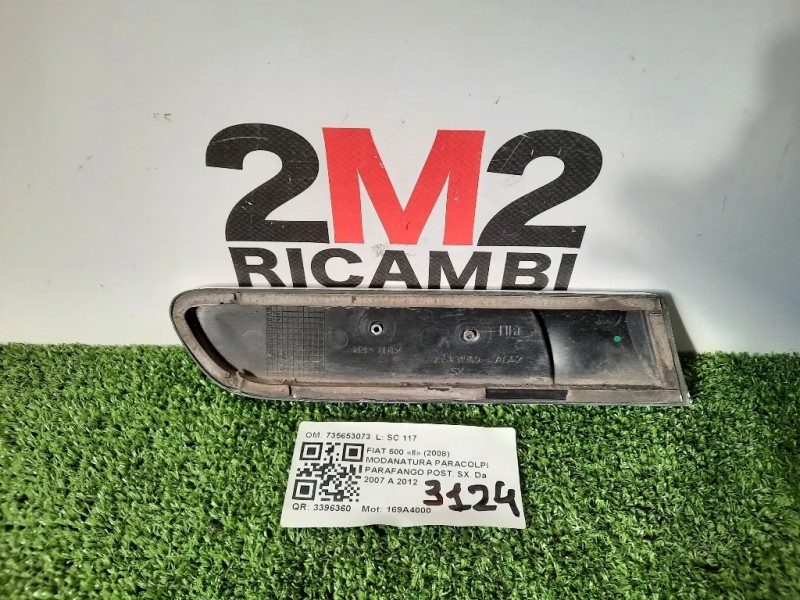 2M2
RICAMBI
OM: 735653073 L: SC 117
FIAT 500 «II» (2008)
MODANATURA PARACOLPI
PARAFANGO POST. SX. Da
2007 A 2012
3124
QR: 3396360 Mot: 169A4000